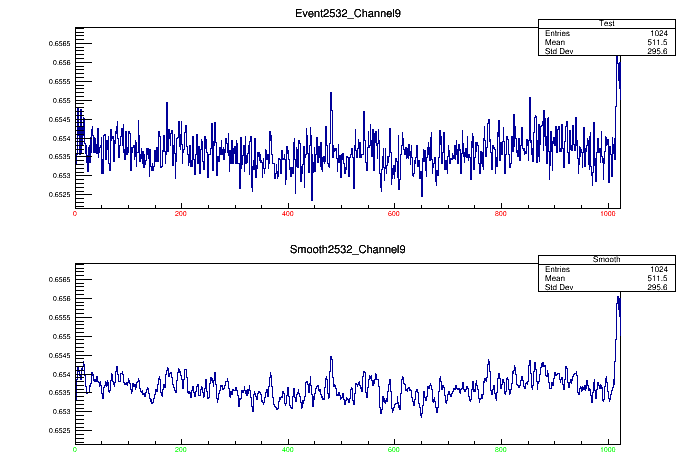 Event2532_Channel9
Test
Entries 1024
Mean 511.5
Std Dev 295.6
0.6565
0.656
0.6555
0.655
0.6545
0.654
0.6535
0.653
0.6525
0 200 400 600 800 1000
Smooth2532_Channel9
Smooth
Entries 1024
Mean 511.5
Std Dev 295.6
0.6565
0.656
0.6555
0.655
0.6545
0.654
0.6535
0.653
0.6525
0 200 400 600 800 1000